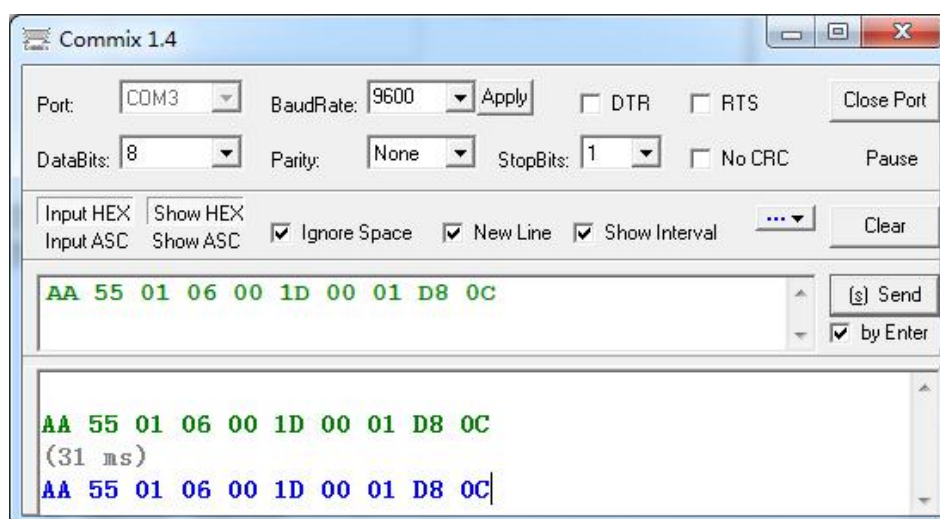 Commix 1.4
Port: COM3 BaudRate: 9600 Apply DTR RTS Close Port
DataBits: 8 Parity: None StopBits: 1 No CRC Pause
Input HEX Show HEX
Input ASC Show ASC Ignore Space New Line Show Interval ... Clear
AA 55 01 06 00 1D 00 01 D8 0C (s) Send
by Enter
AA 55 01 06 00 1D 00 01 D8 0C
(31 ms)
AA 55 01 06 00 1D 00 01 D8 0C